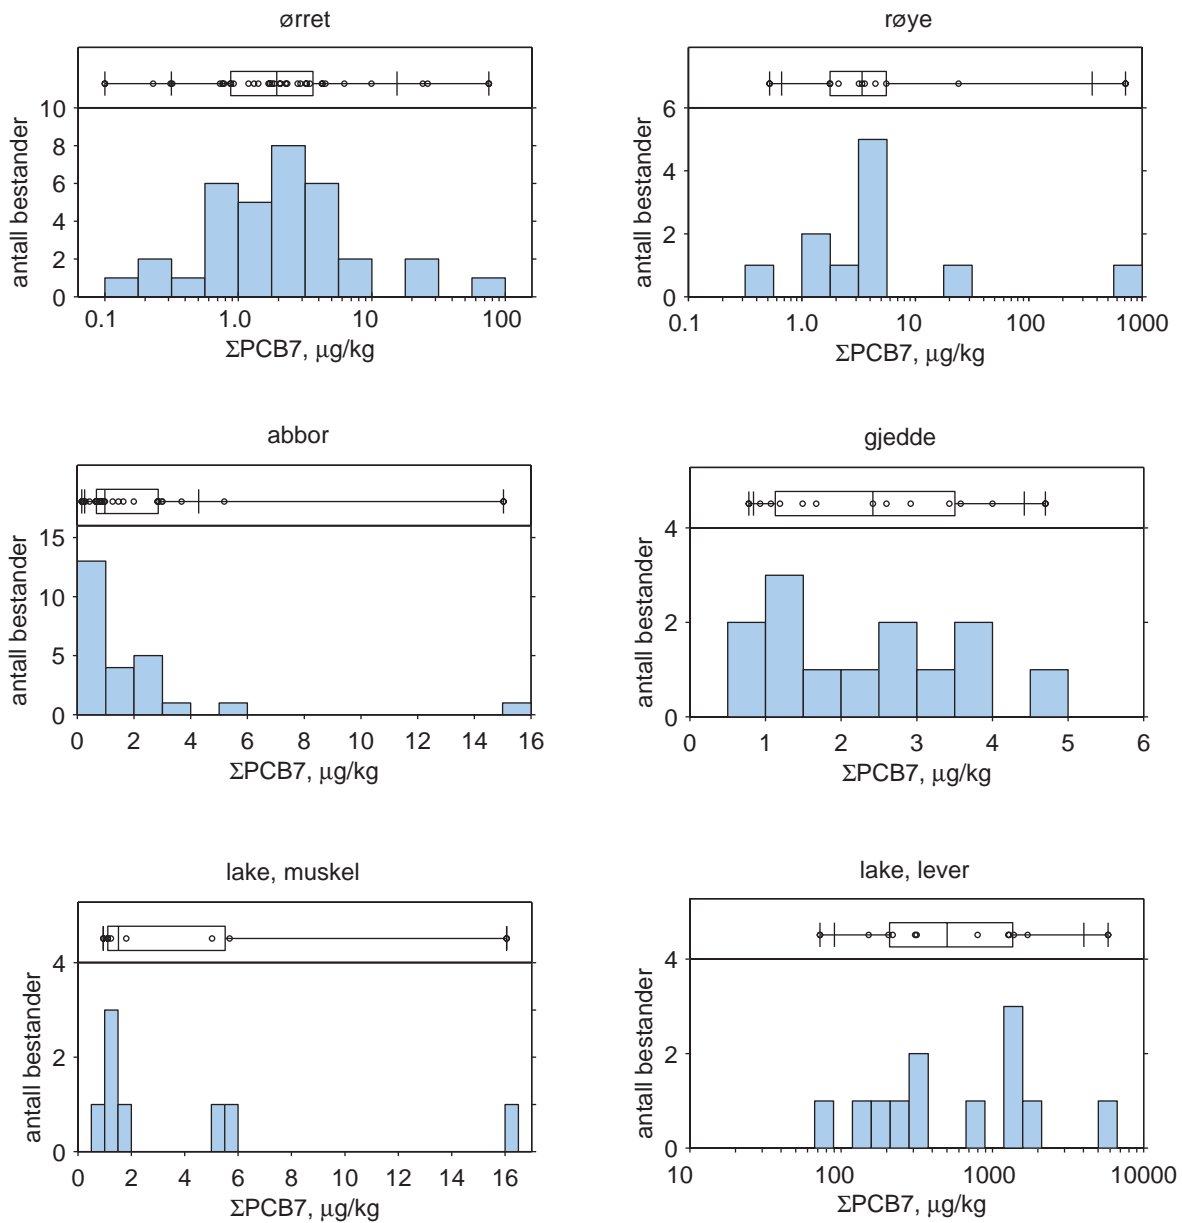 ørret
antall bestander
10
8
6
4
2
0
0.1 1.0 10 100
ΣPCB7, μg/kg
røye
antall bestander
6
4
2
0
0.1 1.0 10 100 1000
ΣPCB7, μg/kg
abbor
antall bestander
15
10
5
0
0 2 4 6 8 10 12 14 16
ΣPCB7, μg/kg
gjedde
antall bestander
4
2
0
0 1 2 3 4 5 6
ΣPCB7, μg/kg
lake, muskel
antall bestander
4
2
0
2 4 6 8 10 12 14 16
ΣPCB7, μg/kg
lake, lever
antall bestander
4
2
0
10 100 1000 10000
ΣPCB7, μg/kg